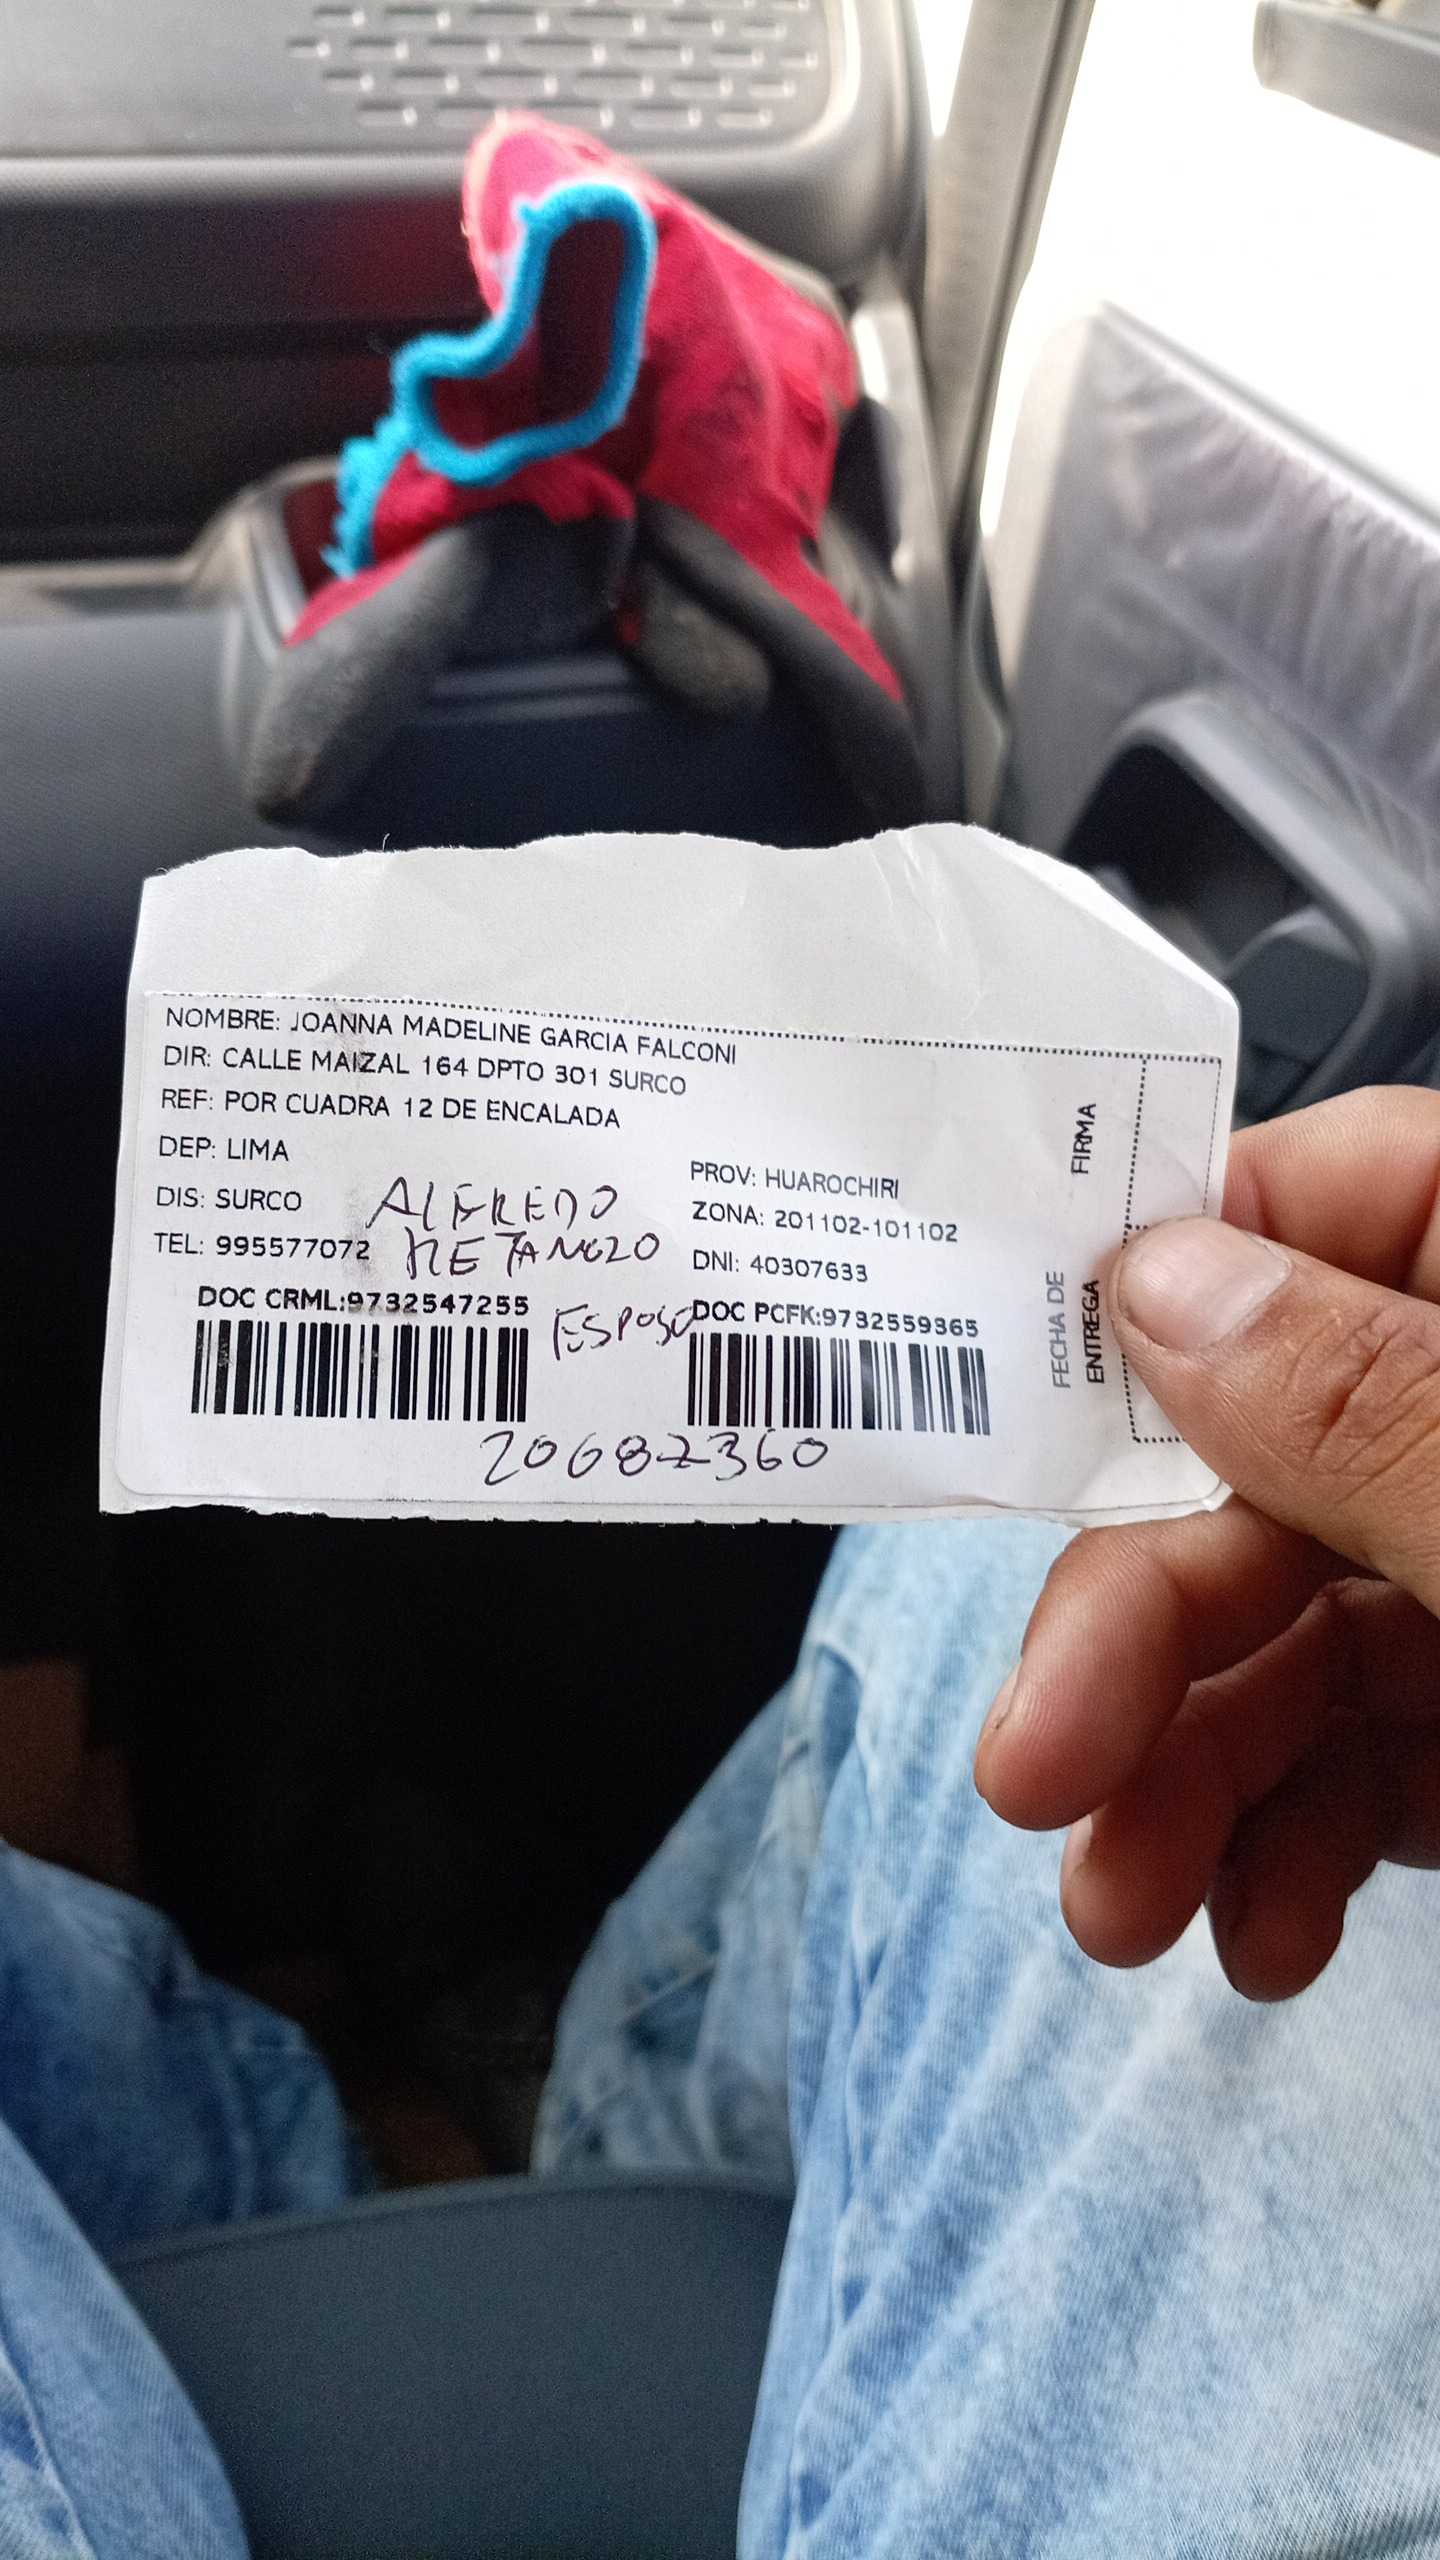 NOMBRE: JOANNA MADELINE GARCIA FALCONI
DIR: CALLE MAIZAL 164 DPTO 301 SURCO
REF: POR CUADRA 12 DE ENCALADA
DEP: LIMA
PROV: HUAROCHIRI
DIS: SURCO
ZONA: 201102-101102
TEL: 995577072
DNI: 40307633
ALFREDO
ESPOSO
DOC CRML:9732547255
DOC PCFK:9732559365
20682360
FIRMA
FECHA DE
ENTREGA